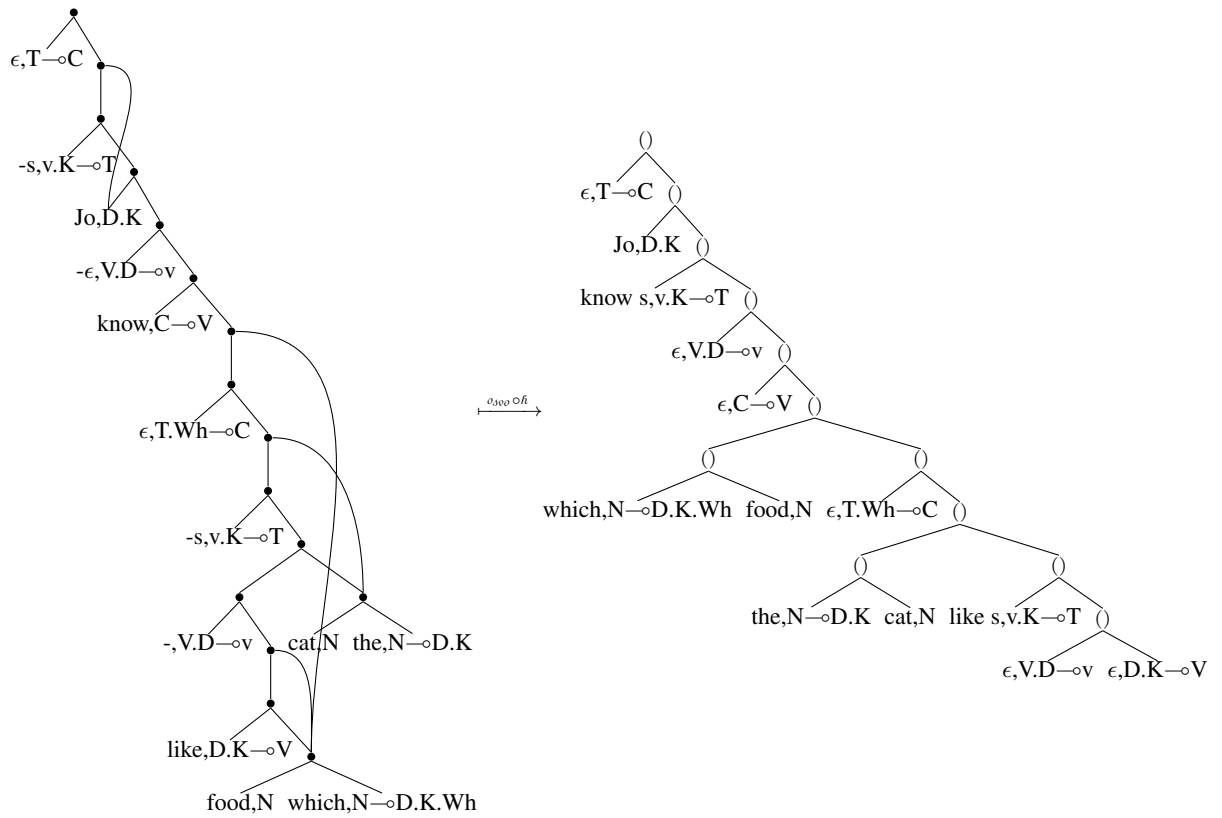 ϵ,T⊸C
-s,v.K⊸T
Jo,D.K
-ϵ,V.D⊸v
know,C⊸V
ϵ,T.Wh⊸C
-s,v.K⊸T
-,V.D⊸v
cat,N the,N⊸D.K
like,D.K⊸V
food,N which,N⊸D.K.Wh
()
ϵ,T⊸C ()
Jo,D.K ()
know s,v.K⊸T ()
ϵ,V.D⊸v ()
ϵ,C⊸V ()
() ()
which,N⊸D.K.Wh food,N ϵ,T.Wh⊸C ()
() ()
the,N⊸D.K cat,N like s,v.K⊸T ()
ϵ,V.D⊸v ϵ,D.K⊸V